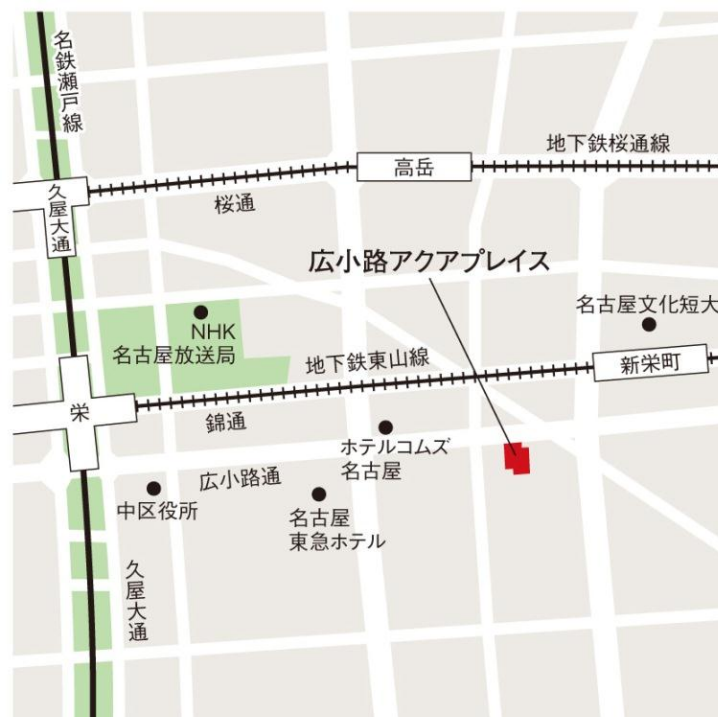 名鉄瀬戸線
地下鉄桜通線
高岳
久屋大通
桜通
広小路アクアプレイス
名古屋文化短大
NHK
名古屋放送局
地下鉄東山線
新栄町
栄
錦通
ホテルコムズ
名古屋
広小路通
中区役所
名古屋
東急ホテル
久屋大通